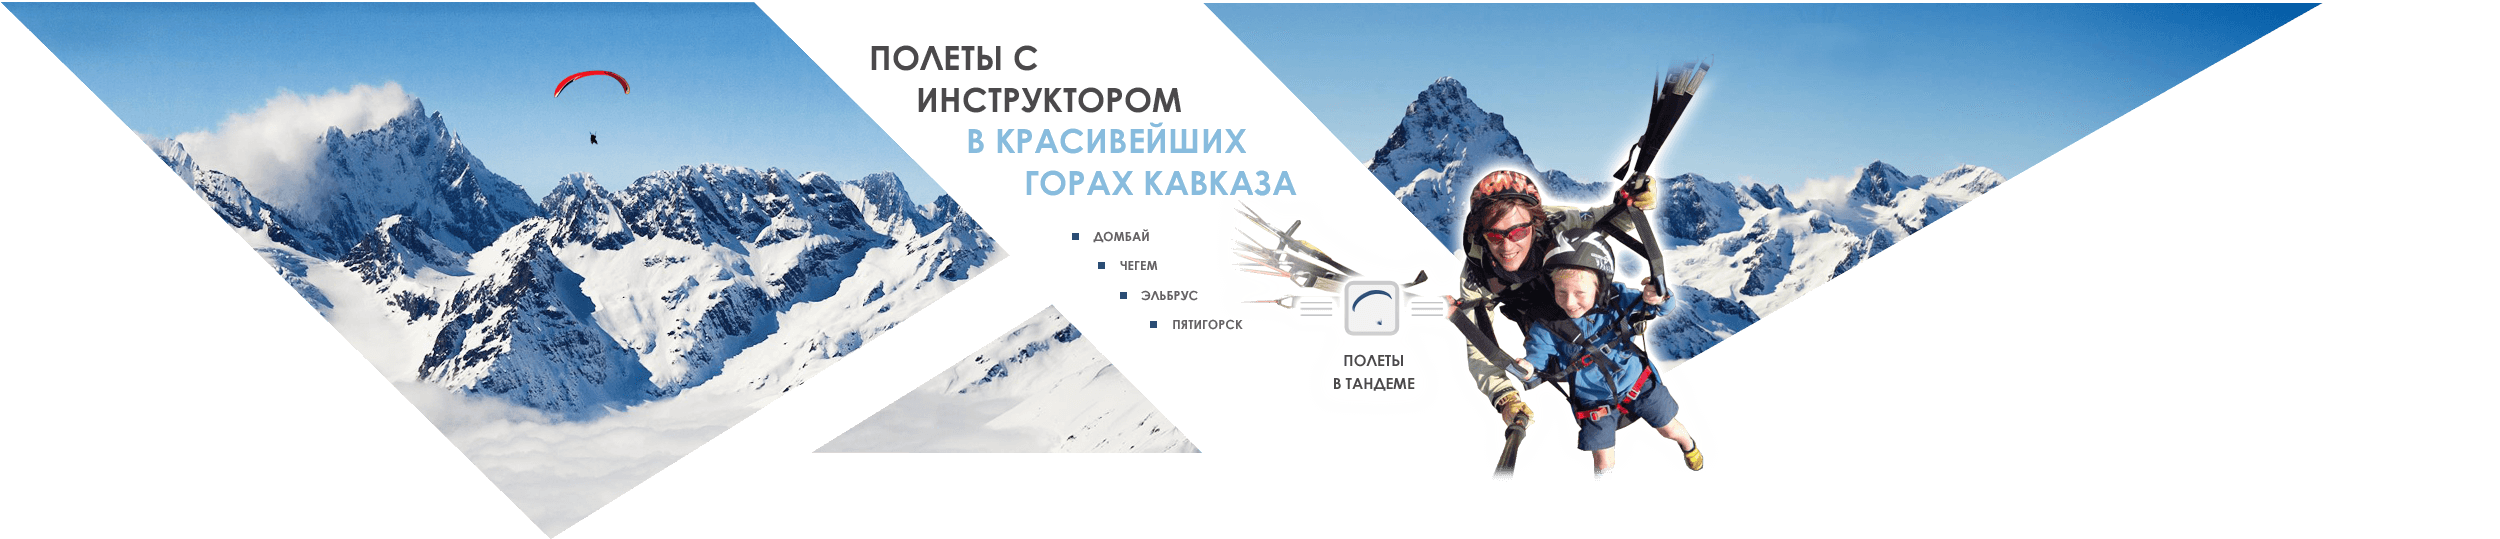 ПОЛЕТЫ С
ИНСТРУКТОРОМ
В КРАСИВЕЙШИХ
ГОРАХ КАВКАЗА
ДОМБАЙ
ЧЕГЕМ
ЭЛЬБРУС
ПЯТИГОРСК
ПОЛЕТЫ
В ТАНДЕМЕ